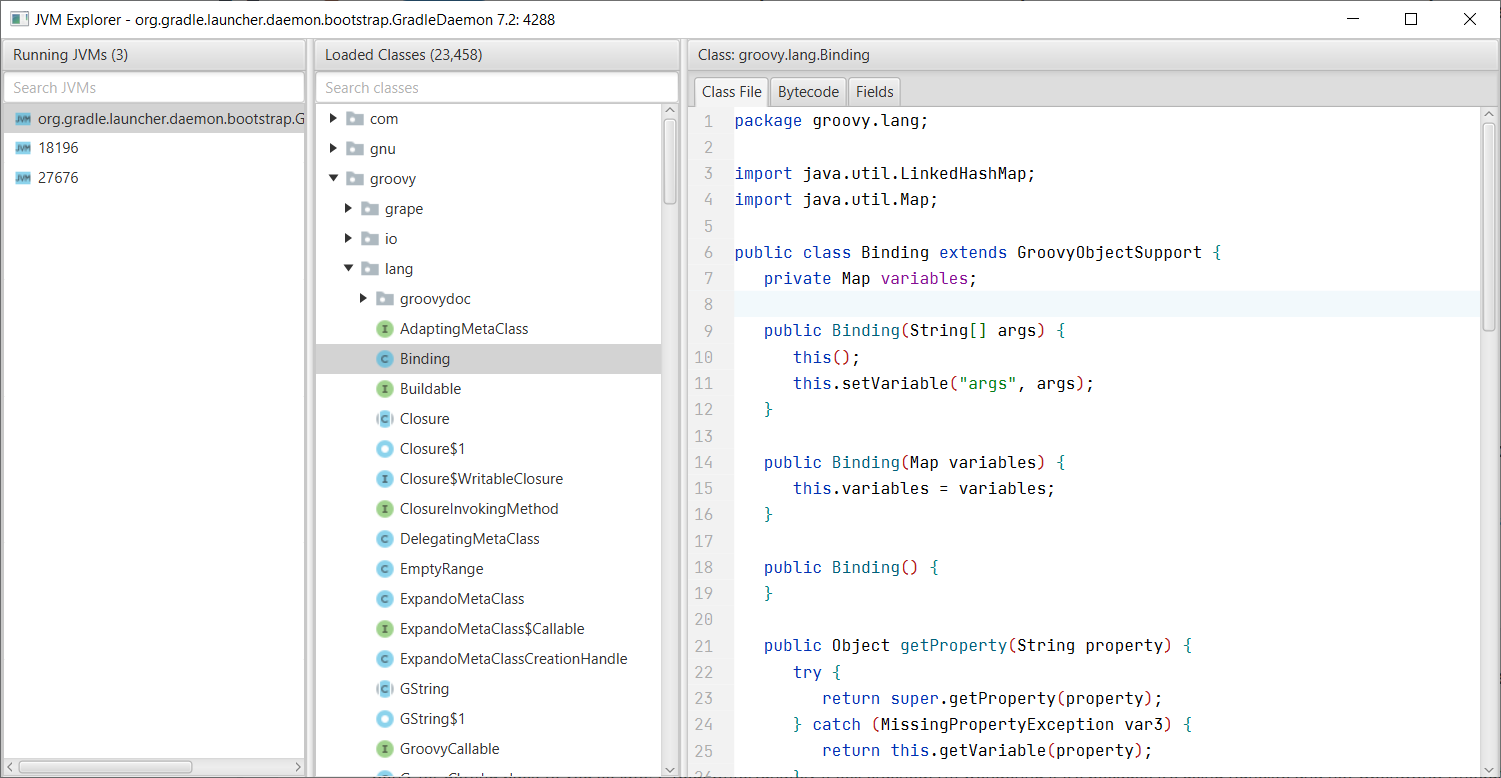 JVM Explorer - org.gradle.launcher.daemon.bootstrap.GradleDaemon 7.2: 4288
Running JVMs (3)
Search JVMs
JVM org.gradle.launcher.daemon.bootstrap.G
JVM 18196
JVM 27676
Loaded Classes (23,458)
Search classes
com
gnu
groovy
grape
io
lang
groovydoc
I AdaptingMetaClass
C Binding
I Buildable
C Closure
Closure$1
I Closure$WritableClosure
I ClosureInvokingMethod
C DelegatingMetaClass
C EmptyRange
C ExpandoMetaClass
I ExpandoMetaClass$Callable
C ExpandoMetaClassCreationHandle
C GString
GString$1
I GroovyCallable
Class: groovy.lang.Binding
Class File Bytecode Fields
1 package groovy.lang;
2
3 import java.util.LinkedHashMap;
4 import java.util.Map;
5
6 public class Binding extends GroovyObjectSupport {
7 private Map variables;
8
9 public Binding(String[] args) {
10 this();
11 this.setVariable("args", args);
12 }
13
14 public Binding(Map variables) {
15 this.variables = variables;
16 }
17
18 public Binding() {
19 }
20
21 public Object getProperty(String property) {
22 try {
23 return super.getProperty(property);
24 } catch (MissingPropertyException var3) {
25 return this.getVariable(property);
26 }